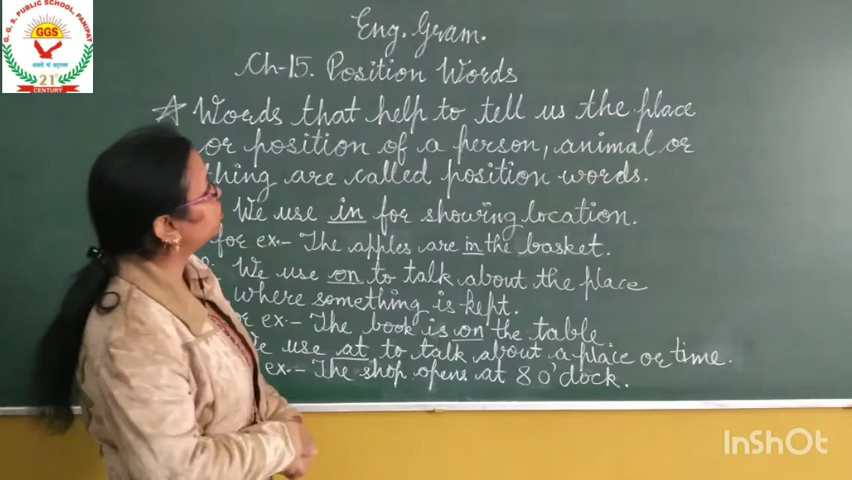 G. G. S. PUBLIC SCHOOL, PANIPAT
GGS
21
CENTURY
Eng. Gram.
Ch-15. Position Words
Words that help to tell us the place
or position of a person, animal or
thing are called position words.
We use in for showing location.
for ex.- The apples are in the basket.
We use on to talk about the place
where something is kept.
ex.- The book is on the table.
use at to talk about a place or time.
ex.- The shop opens at 8 o'clock.
InShOt